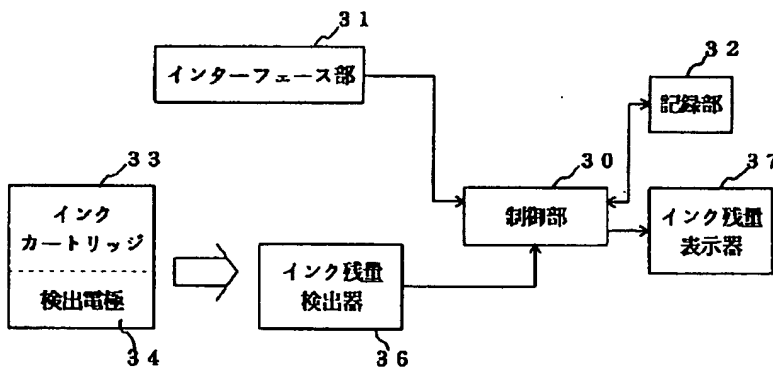 31
インターフェース部
32
記録部
33
インク
カートリッジ
検出電極
34
30
制御部
37
インク残量
表示器
インク残量
検出器
36